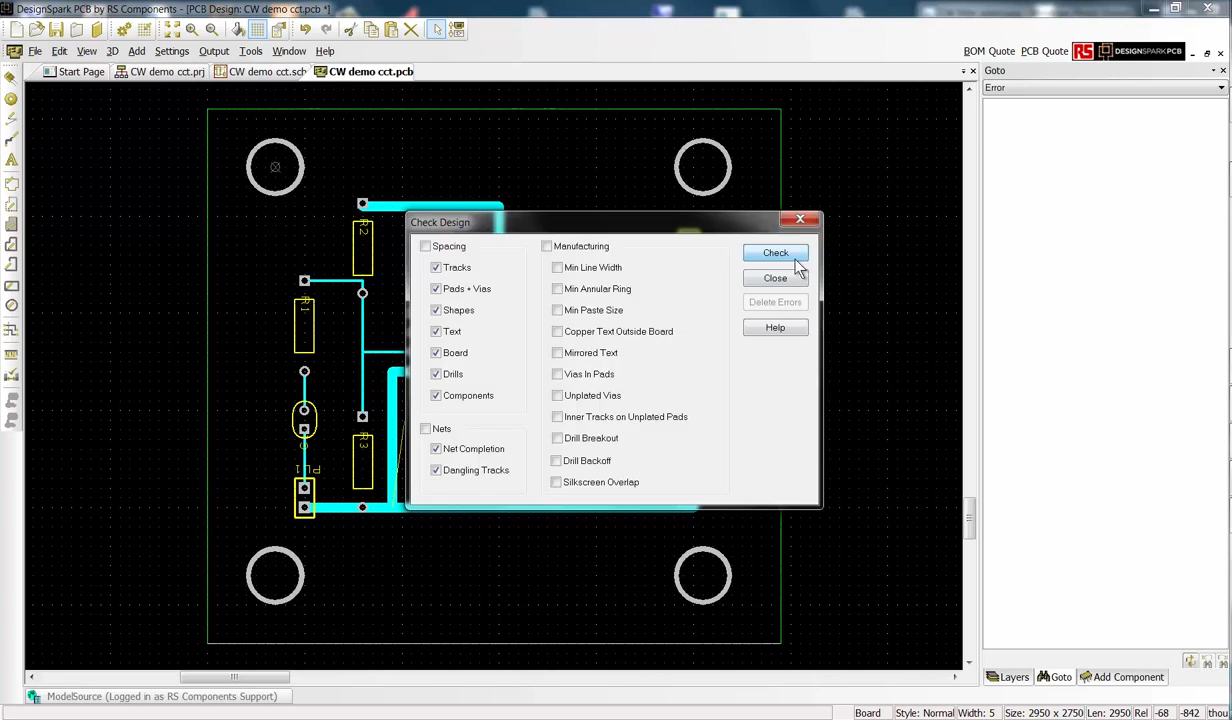 DesignSpark PCB by RS Components - [PCB Design: CW demo cct.pcb *]
File Edit View 3D Add Settings Output Tools Window Help
BOM Quote PCB Quote RS DESIGNSPARK PCB
Start Page CW demo cct.prj CW demo cct.sch CW demo cct.pcb
Goto
Error
R2
R1
R3
PL1
Check Design
Spacing
Tracks
Pads + Vias
Shapes
Text
Board
Drills
Components
Nets
Net Completion
Dangling Tracks
Manufacturing
Min Line Width
Min Annular Ring
Min Paste Size
Copper Text Outside Board
Mirrored Text
Vias In Pads
Unplated Vias
Inner Tracks on Unplated Pads
Drill Breakout
Drill Backoff
Silkscreen Overlap
Check
Close
Delete Errors
Help
Layers Goto Add Component
ModelSource (Logged in as RS Components Support)
Board Style: Normal Width: 5 Size: 2950 x 2750 Len: 2950 Rel -68 -842 thou